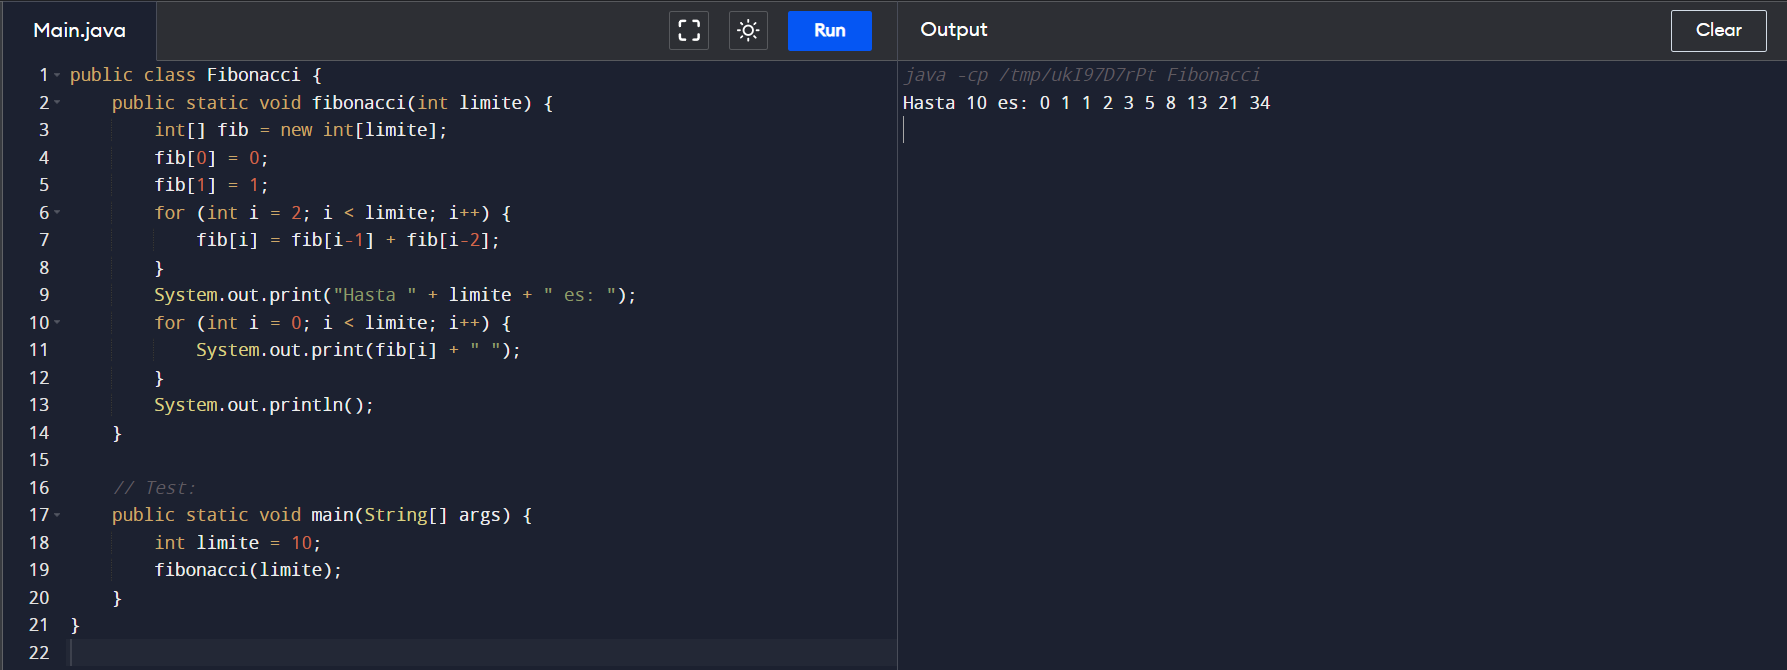 Main.java
Run
1 public class Fibonacci {
2     public static void fibonacci(int limite) {
3         int[] fib = new int[limite];
4         fib[0] = 0;
5         fib[1] = 1;
6         for (int i = 2; i < limite; i++) {
7             fib[i] = fib[i-1] + fib[i-2];
8         }
9         System.out.print("Hasta " + limite + " es: ");
10         for (int i = 0; i < limite; i++) {
11             System.out.print(fib[i] + " ");
12         }
13         System.out.println();
14     }
15
16     // Test:
17     public static void main(String[] args) {
18         int limite = 10;
19         fibonacci(limite);
20     }
21 }
22
Output
Clear
java -cp /tmp/ukI97D7rPt Fibonacci
Hasta 10 es: 0 1 1 2 3 5 8 13 21 34